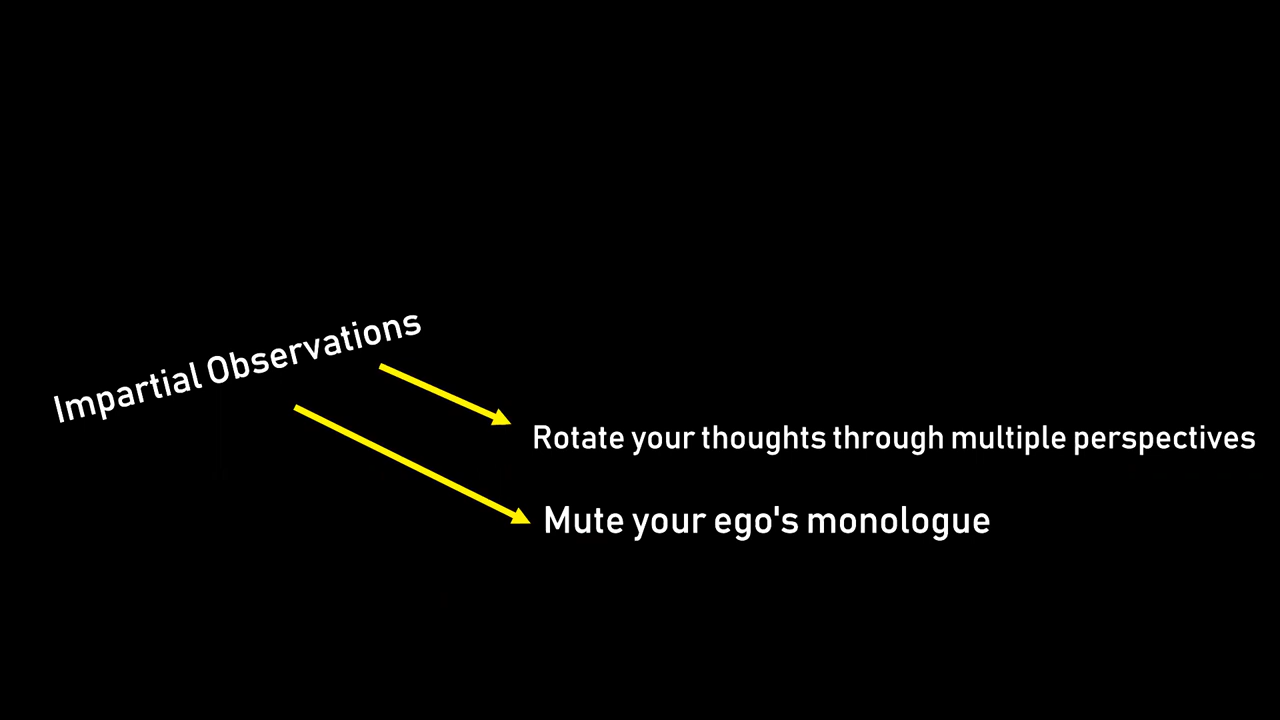 Impartial Observations
Rotate your thoughts through multiple perspectives
Mute your ego's monologue